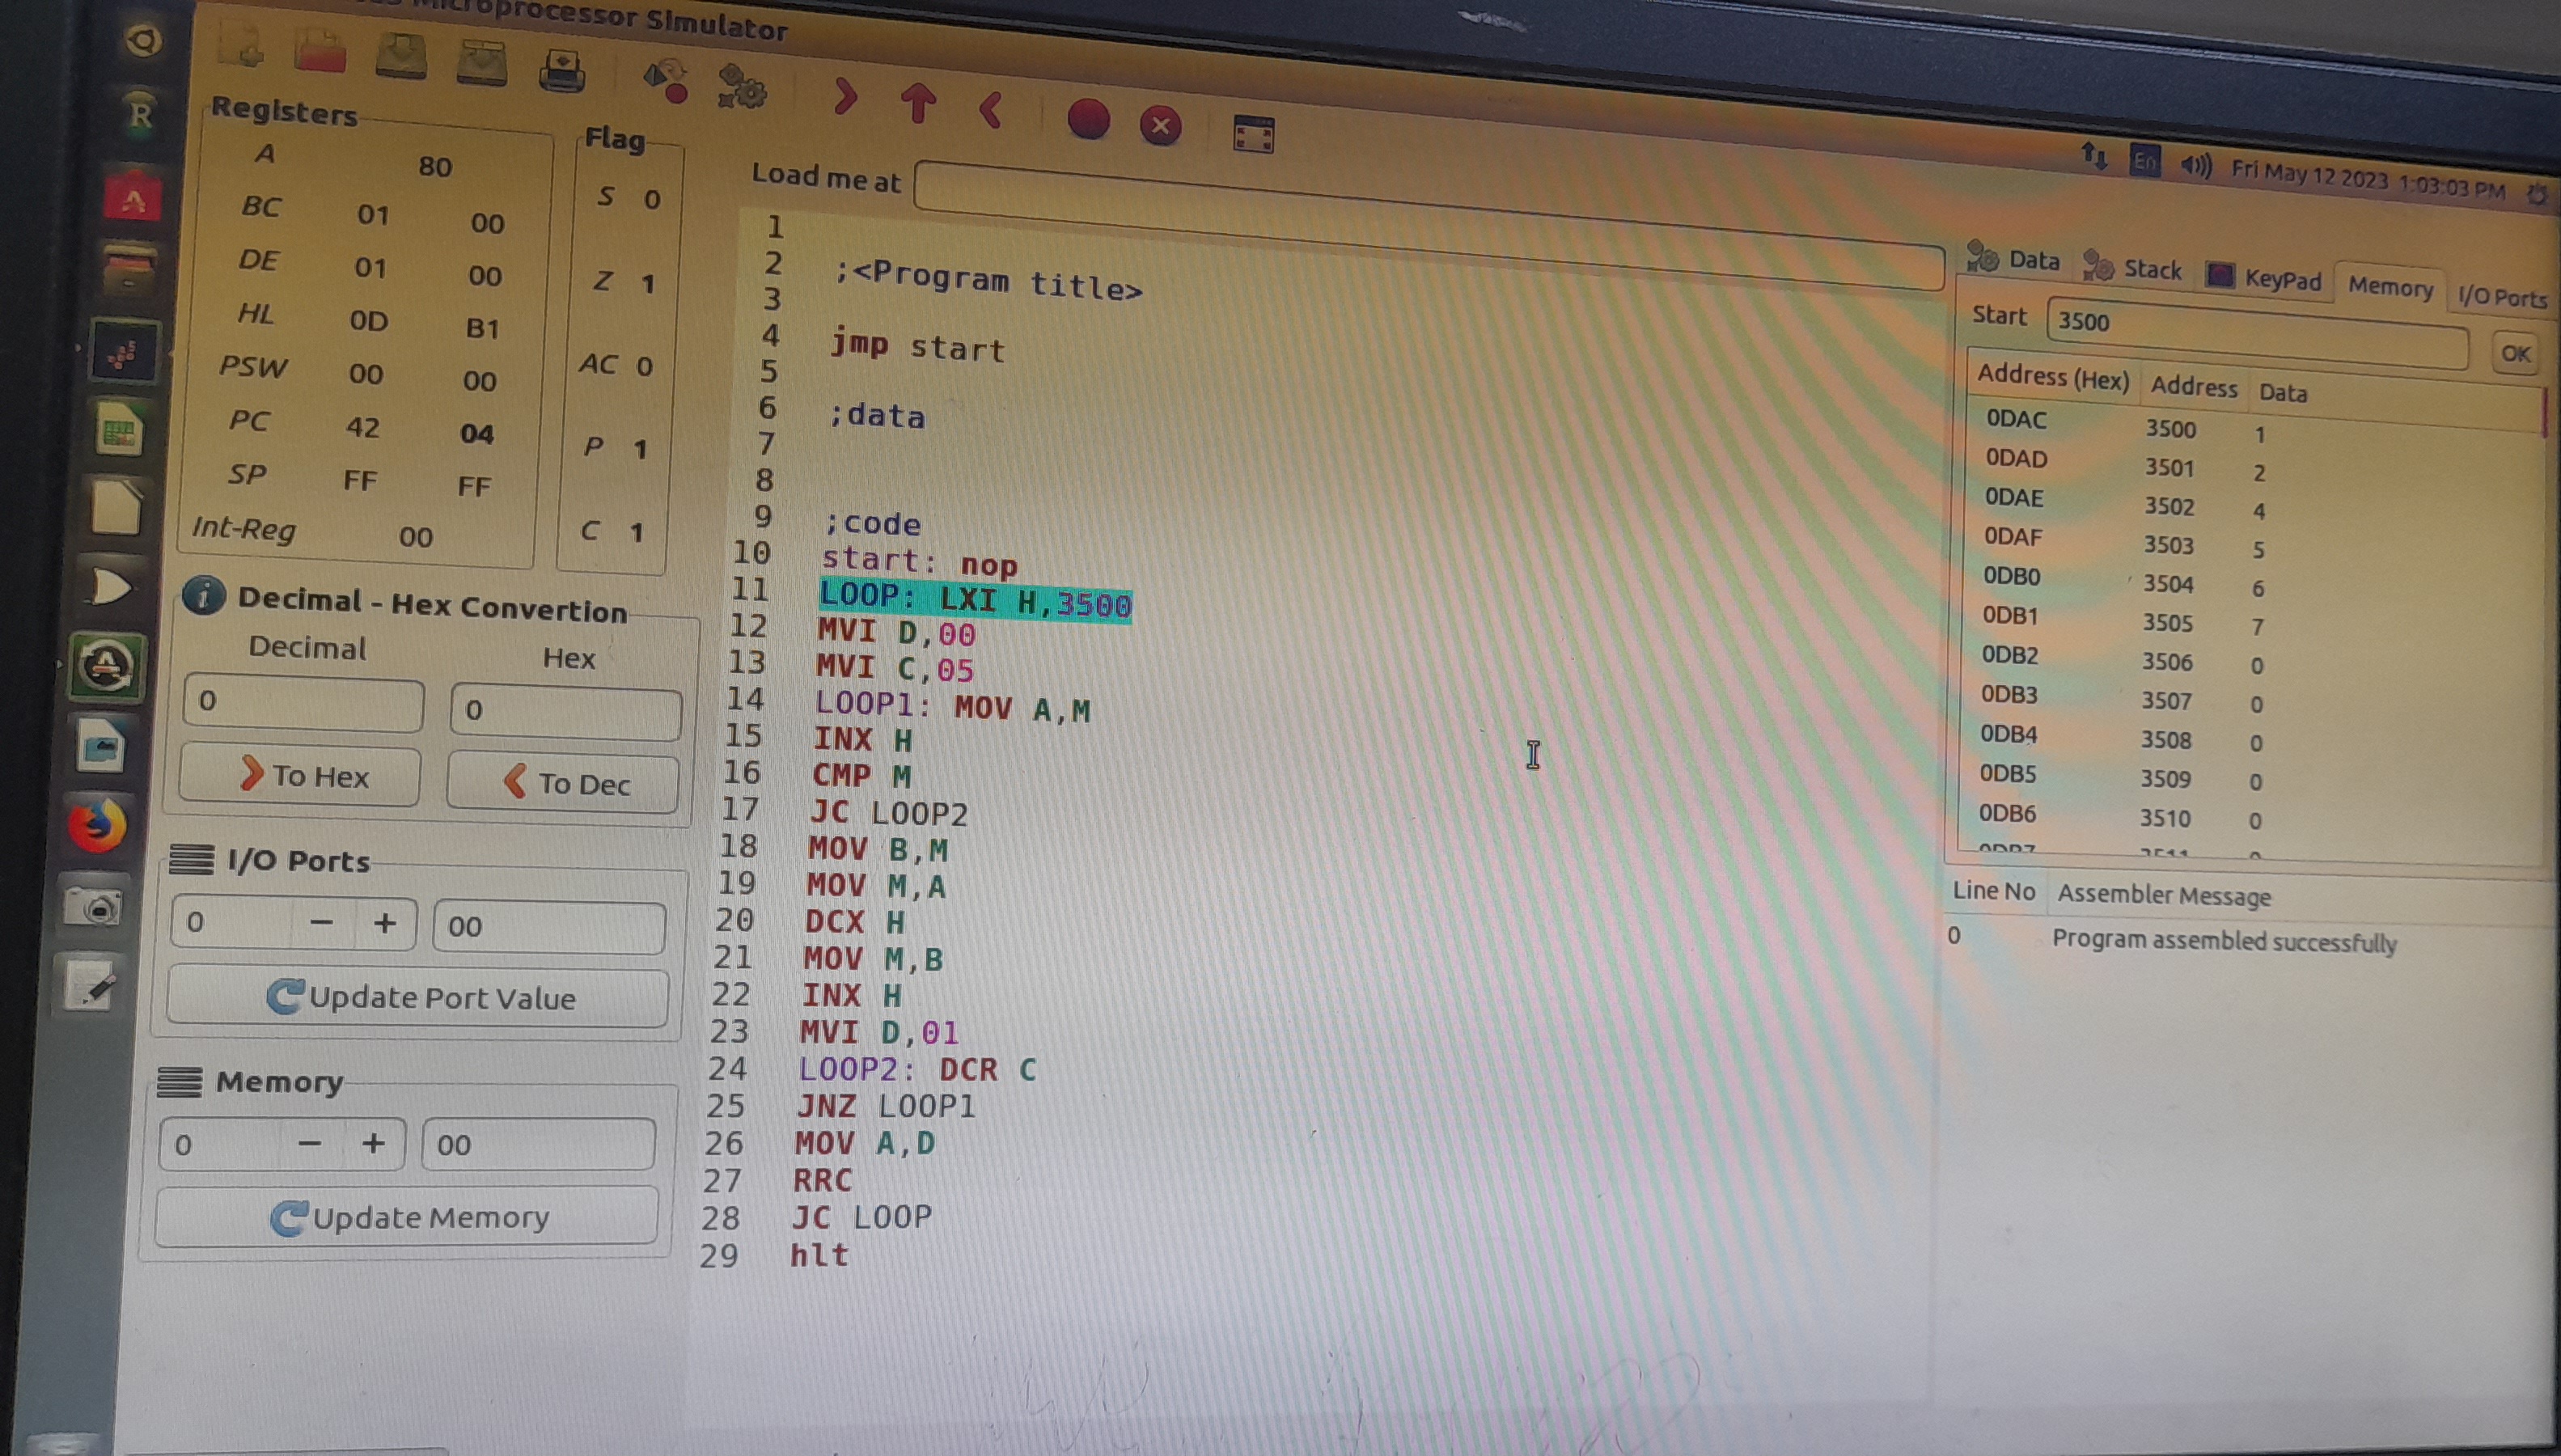 Microprocessor Simulator
Fri May 12 2023 1:03:03 PM
En
Registers
A 80
BC 01 00
DE 01 00
HL 0D B1
PSW 00 00
PC 42 04
SP FF FF
Int-Reg 00
Flag
S 0
Z 1
AC 0
P 1
C 1
Decimal - Hex Convertion
Decimal Hex
0 0
To Hex To Dec
I/O Ports
0 − + 00
Update Port Value
Memory
0 − + 00
Update Memory
Load me at
1
2 ;<Program title>
3
4 jmp start
5
6 ;data
7
8
9 ;code
10 start: nop
11 LOOP: LXI H,3500
12 MVI D,00
13 MVI C,05
14 LOOP1: MOV A,M
15 INX H
16 CMP M
17 JC LOOP2
18 MOV B,M
19 MOV M,A
20 DCX H
21 MOV M,B
22 INX H
23 MVI D,01
24 LOOP2: DCR C
25 JNZ LOOP1
26 MOV A,D
27 RRC
28 JC LOOP
29 hlt
Data Stack KeyPad Memory I/O Ports
Start 3500 OK
Address (Hex) Address Data
0DAC 3500 1
0DAD 3501 2
0DAE 3502 4
0DAF 3503 5
0DB0 3504 6
0DB1 3505 7
0DB2 3506 0
0DB3 3507 0
0DB4 3508 0
0DB5 3509 0
0DB6 3510 0
Line No Assembler Message
0 Program assembled successfully